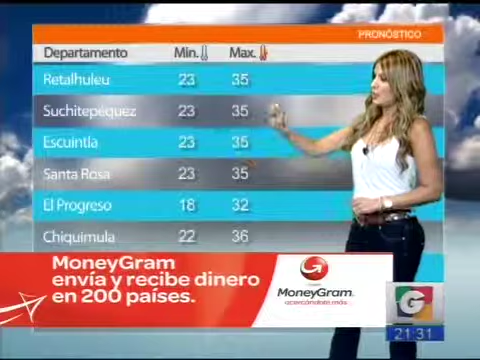 PRONÓSTICO
Departamento Min. Max.
Retalhuleu 23 35
Suchitepéquez 23 35
Escuintla 23 35
Santa Rosa 23 35
El Progreso 18 32
Chiquimula 22 36
MoneyGram
envía y recibe dinero
en 200 países.
MoneyGram
acercándote más
G
21:31